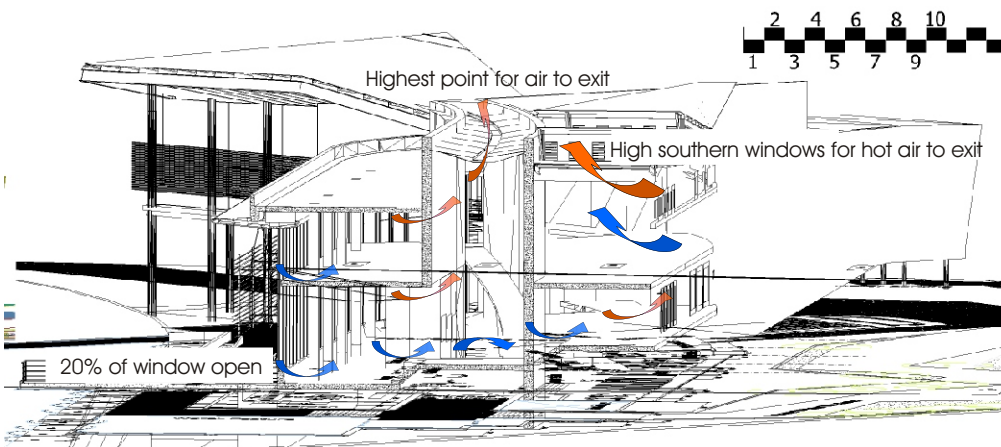 2 4 6 8 10
1 3 5 7 9
Highest point for air to exit
High southern windows for hot air to exit
20% of window open